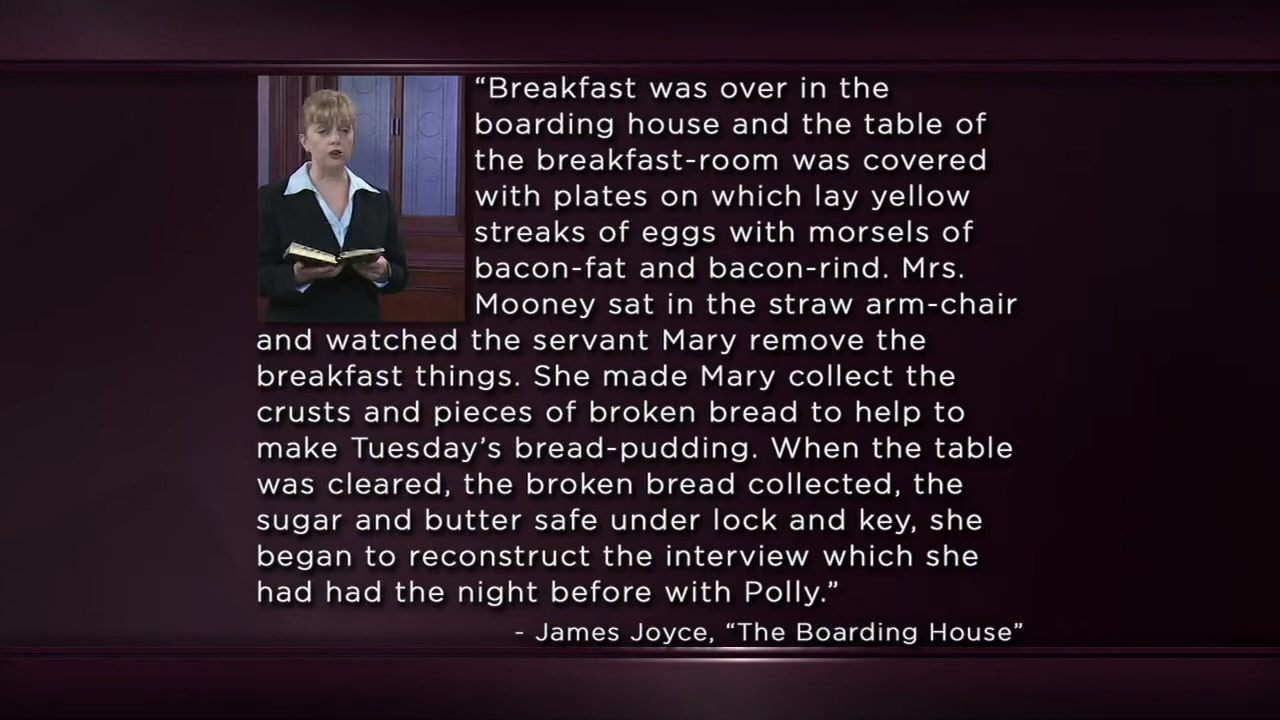 “Breakfast was over in the
boarding house and the table of
the breakfast-room was covered
with plates on which lay yellow
streaks of eggs with morsels of
bacon-fat and bacon-rind. Mrs.
Mooney sat in the straw arm-chair
and watched the servant Mary remove the
breakfast things. She made Mary collect the
crusts and pieces of broken bread to help to
make Tuesday’s bread-pudding. When the table
was cleared, the broken bread collected, the
sugar and butter safe under lock and key, she
began to reconstruct the interview which she
had had the night before with Polly.”
- James Joyce, “The Boarding House”